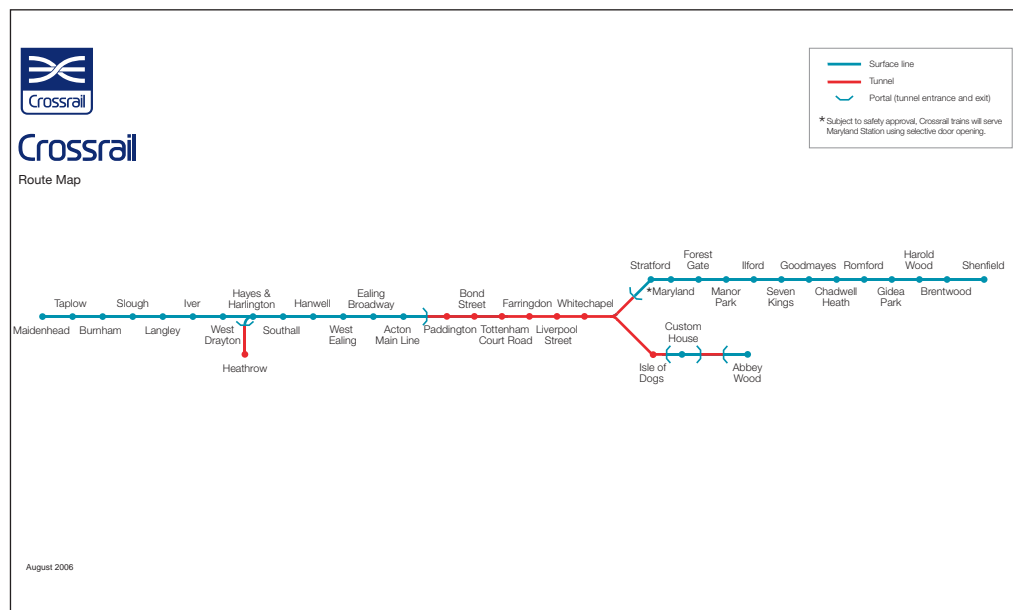 Crossrail
Crossrail
Route Map
Surface line
Tunnel
Portal (tunnel entrance and exit)
* Subject to safety approval, Crossrail trains will serve
Maryland Station using selective door opening.
Maidenhead
Taplow
Burnham
Slough
Langley
Iver
West
Drayton
Hayes &
Harlington
Heathrow
Southall
Hanwell
West
Ealing
Ealing
Broadway
Acton
Main Line
Paddington
Bond
Street
Tottenham
Court Road
Farringdon
Liverpool
Street
Whitechapel
Stratford
*Maryland
Forest
Gate
Manor
Park
Ilford
Seven
Kings
Goodmayes
Chadwell
Heath
Romford
Gidea
Park
Harold
Wood
Brentwood
Shenfield
Isle of
Dogs
Custom
House
Abbey
Wood
August 2006